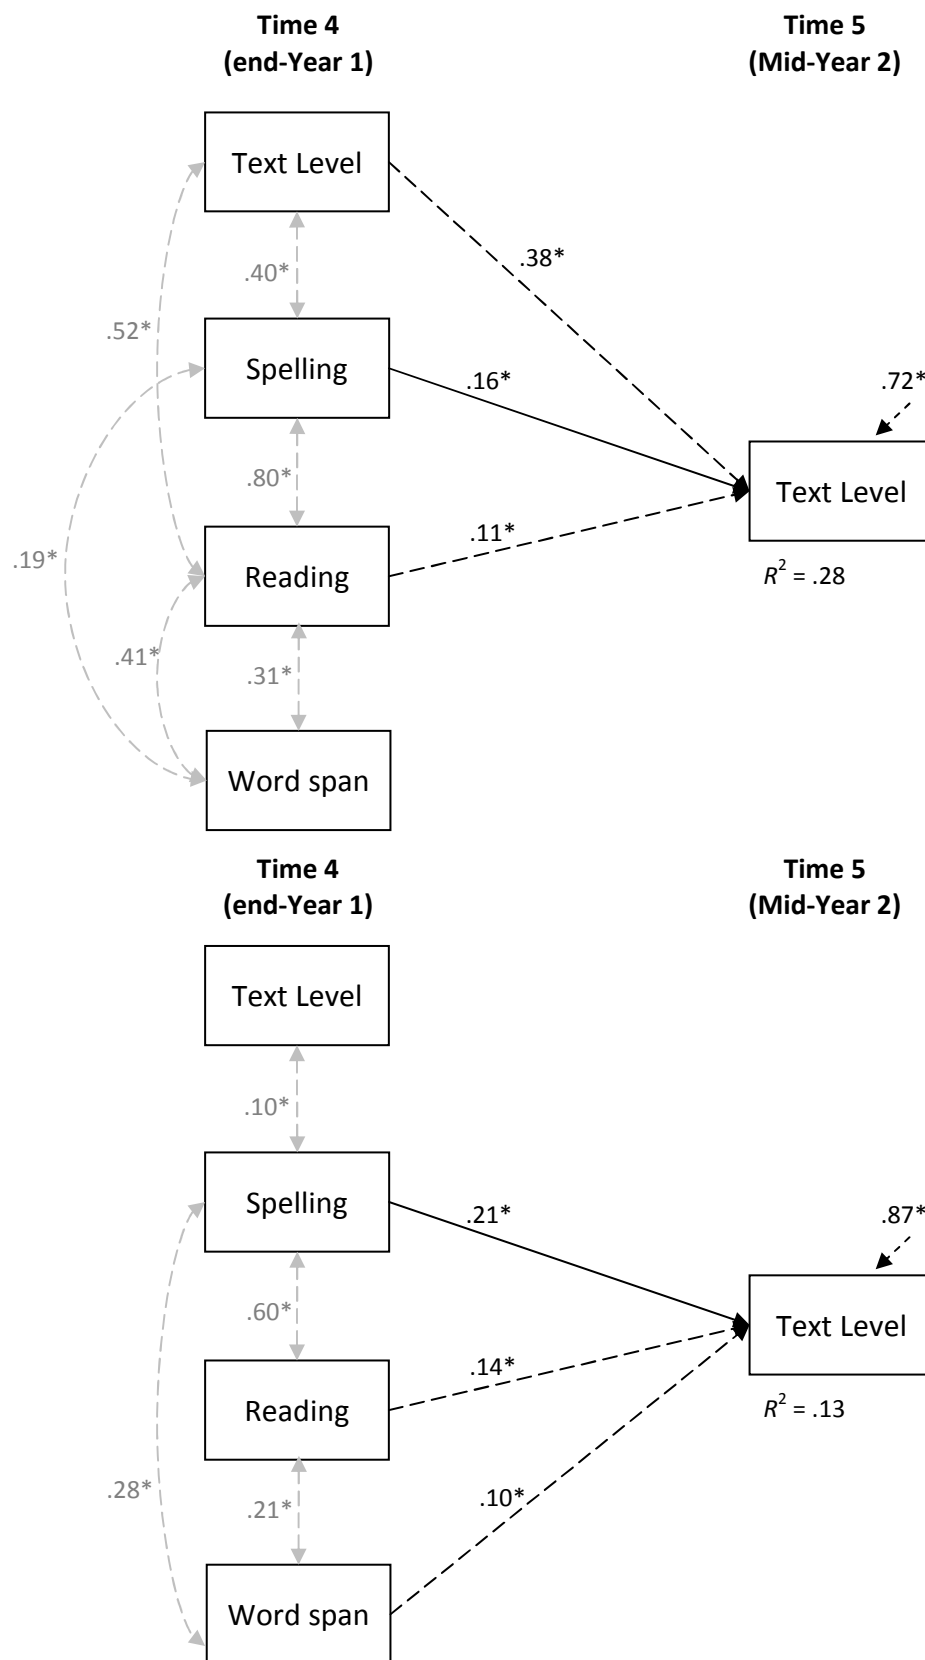 Time 4
(end-Year 1)
Time 5
(Mid-Year 2)
Text Level
.40*
.38*
.52*
Spelling
.16*
.72*
.80*
Text Level
.19*
.11*
Reading
R² = .28
.41*
.31*
Word span
Time 4
(end-Year 1)
Time 5
(Mid-Year 2)
Text Level
.10*
Spelling
.21*
.87*
.60*
Text Level
.14*
Reading
R² = .13
.28*
.21*
.10*
Word span